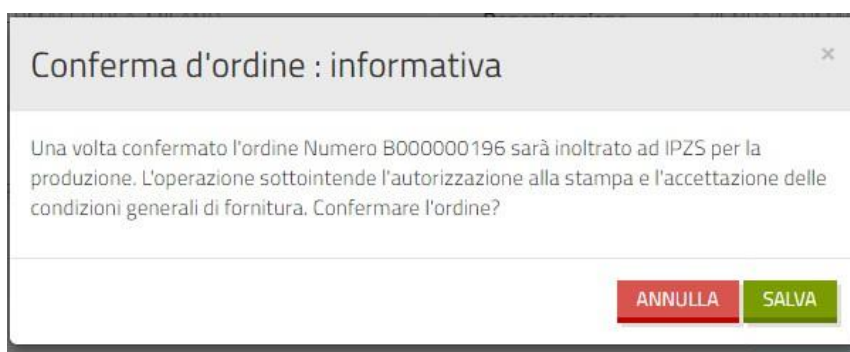 Conferma d'ordine : informativa
×
Una volta confermato l'ordine Numero B000000196 sarà inoltrato ad IPZS per la
produzione. L'operazione sottointende l'autorizzazione alla stampa e l'accettazione delle
condizioni generali di fornitura. Confermare l'ordine?
ANNULLA SALVA